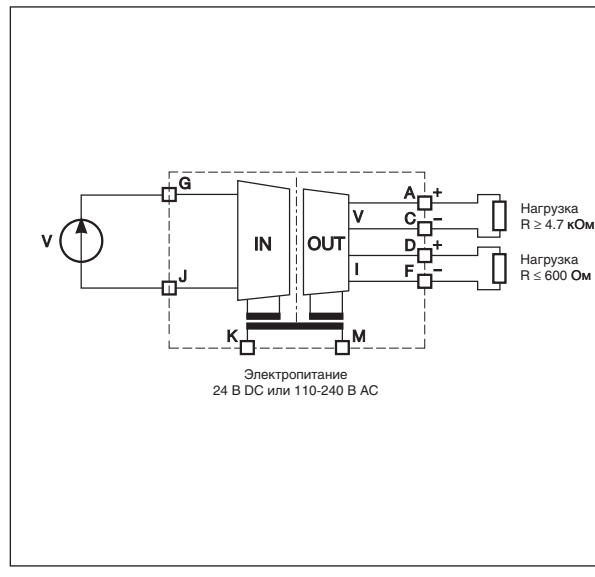 G
A +
V
C −
Нагрузка
R ≥ 4.7 кОм
V
IN
OUT
D +
I
F −
Нагрузка
R ≤ 600 Ом
J
K
M
Электропитание
24 В DC или 110-240 В AC